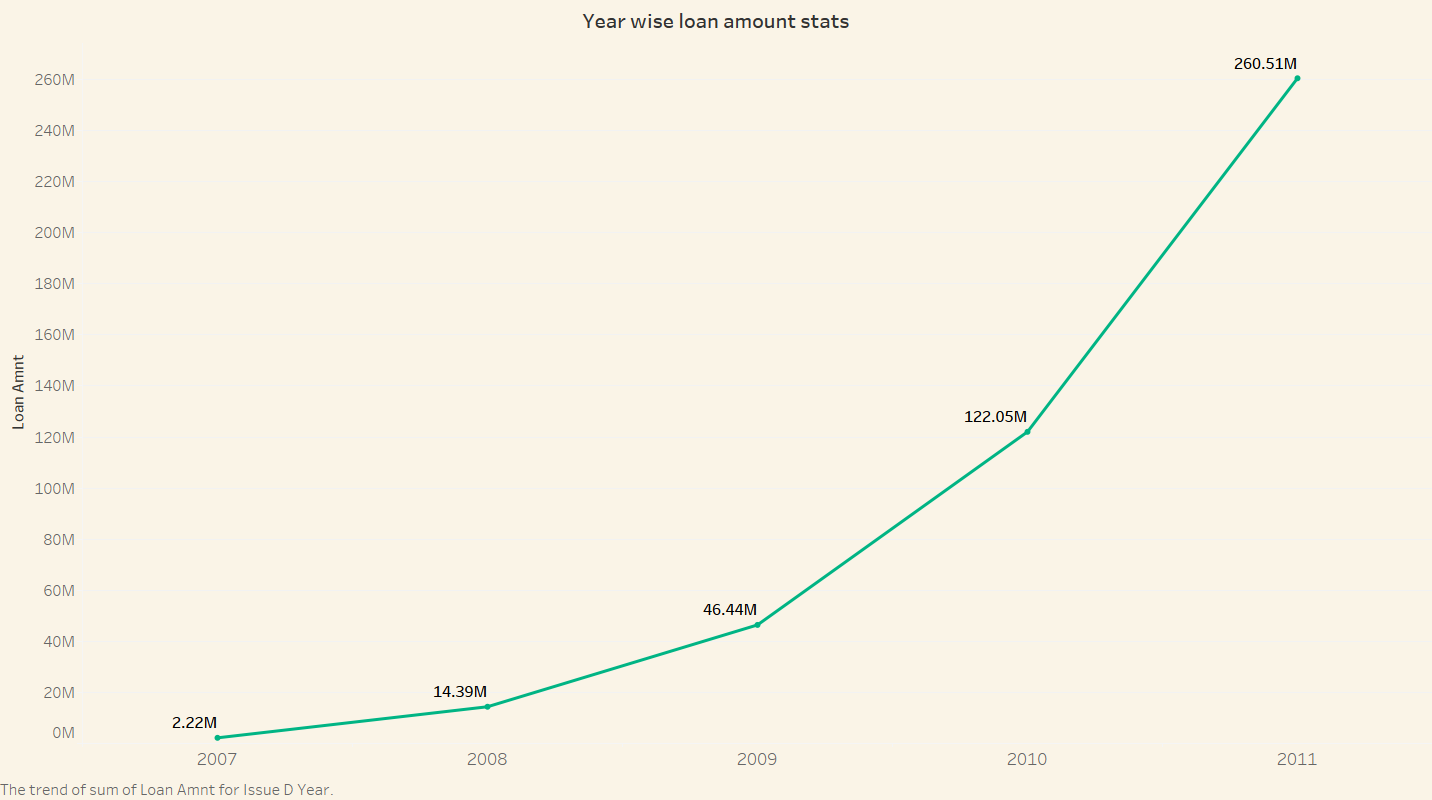 Year wise loan amount stats
260M
240M
220M
200M
180M
160M
140M
120M
100M
80M
60M
40M
20M
0M
Loan Amnt
2.22M
14.39M
46.44M
122.05M
260.51M
2007 2008 2009 2010 2011
The trend of sum of Loan Amnt for Issue D Year.